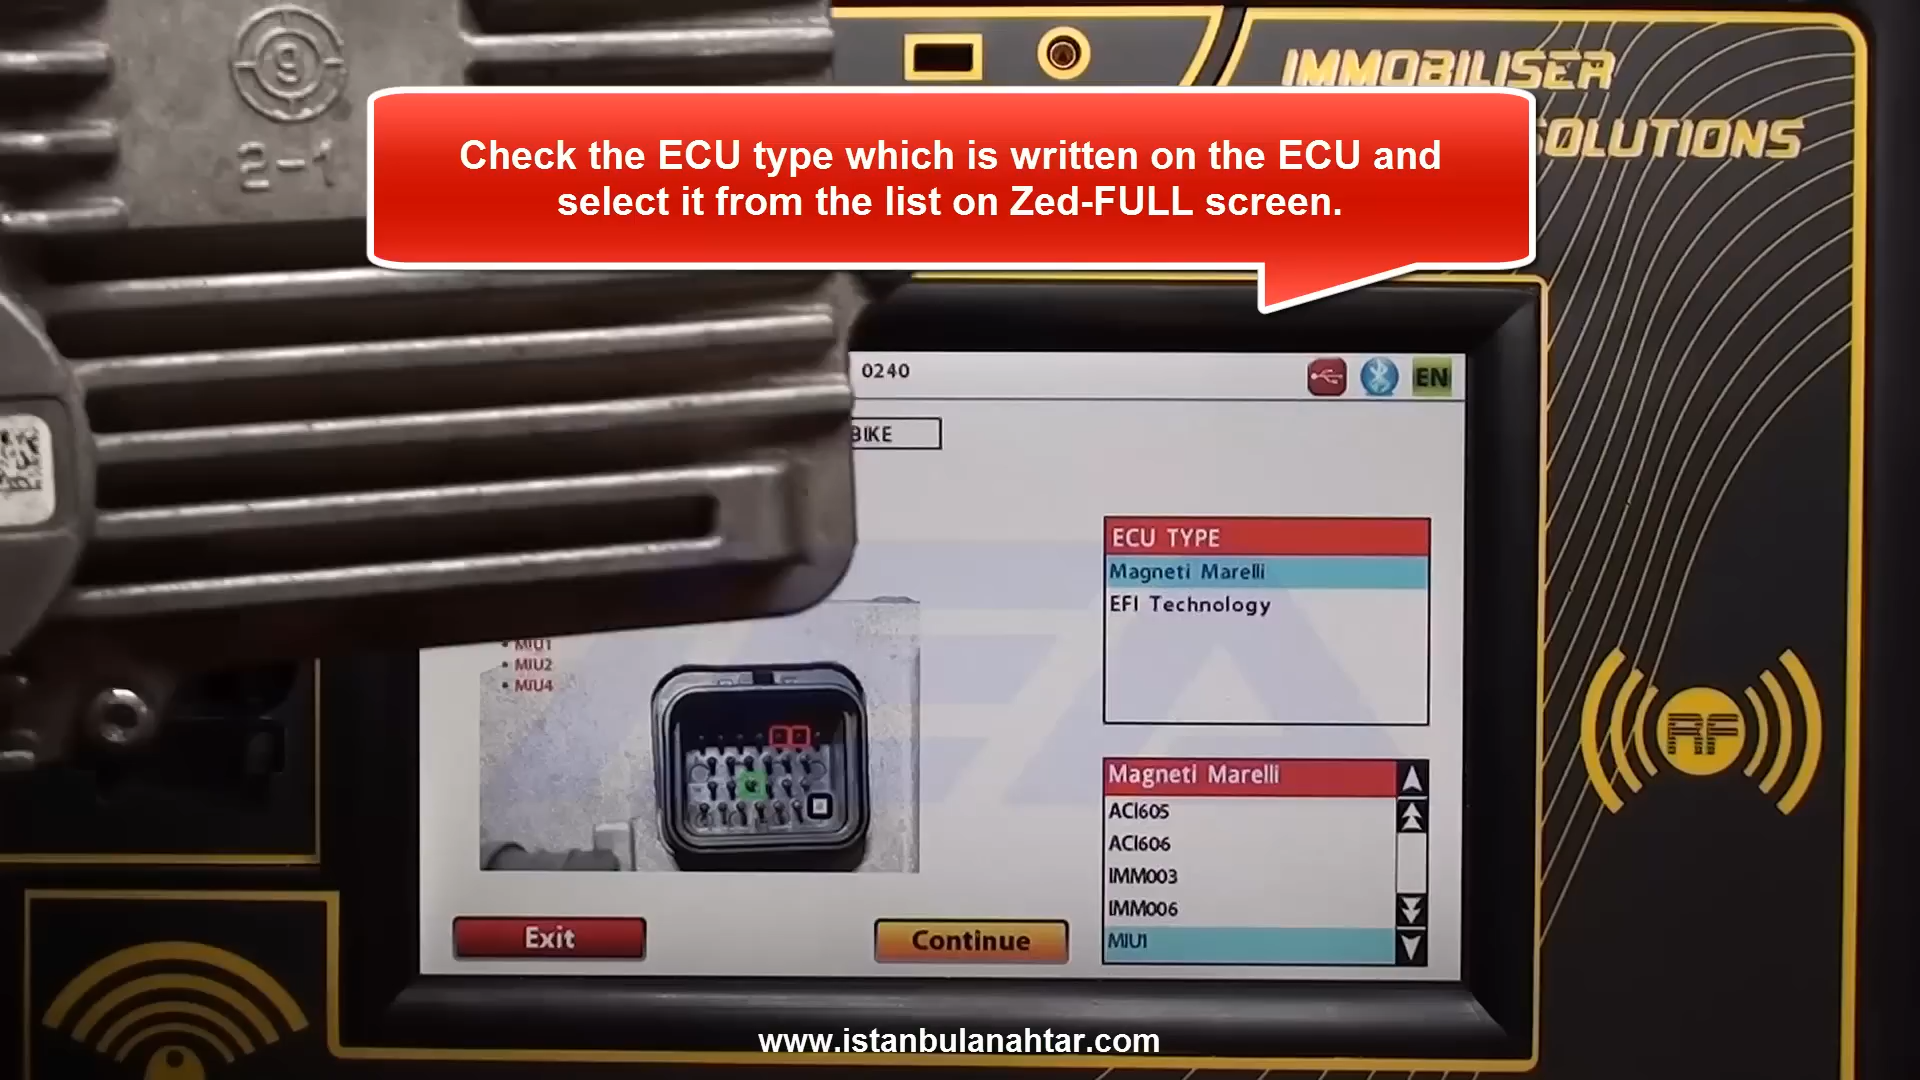 9
2-1
IMMOBILISER
SOLUTIONS
Check the ECU type which is written on the ECU and
select it from the list on Zed-FULL screen.
0240
EN
BIKE
ECU TYPE
Magneti Marelli
EFI Technology
• MIU1
• MIU2
• MIU4
Magneti Marelli
ACI605
ACI606
IMM003
IMM006
MIU1
Exit
Continue
RF
www.istanbulanahtar.com